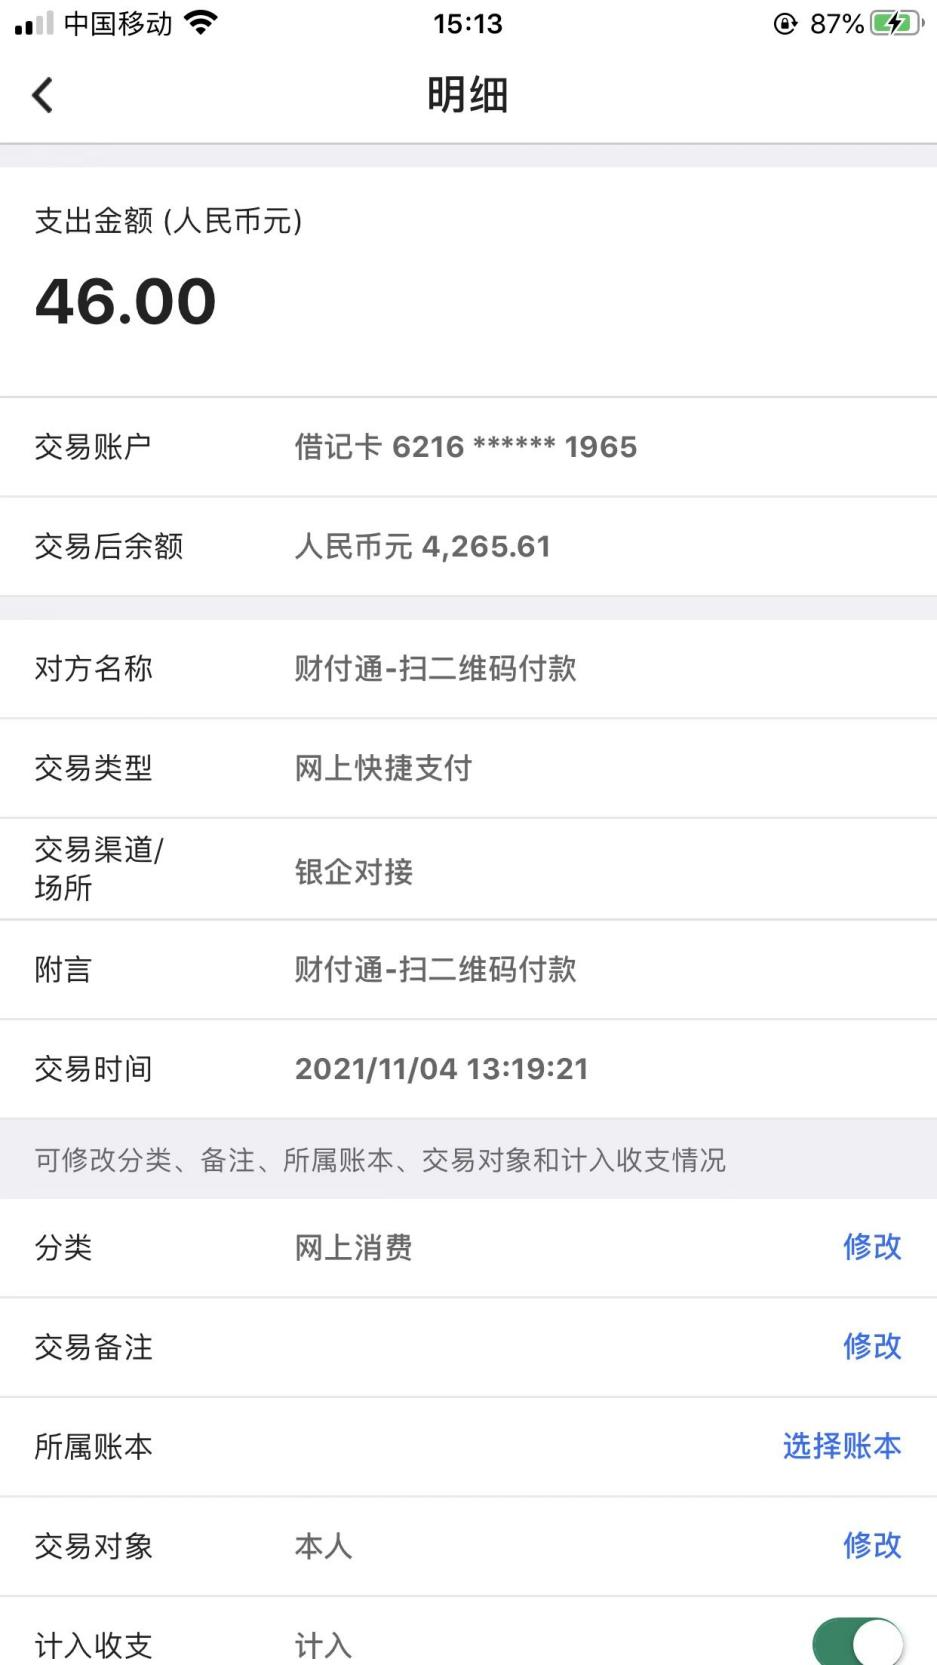 中国移动
15:13
87%
明细
支出金额 (人民币元)
46.00
交易账户 借记卡 6216 ****** 1965
交易后余额 人民币元 4,265.61
对方名称 财付通-扫二维码付款
交易类型 网上快捷支付
交易渠道/
场所
银企对接
附言 财付通-扫二维码付款
交易时间 2021/11/04 13:19:21
可修改分类、备注、所属账本、交易对象和计入收支情况
分类 网上消费 修改
交易备注 修改
所属账本 选择账本
交易对象 本人 修改
计入收支 计入